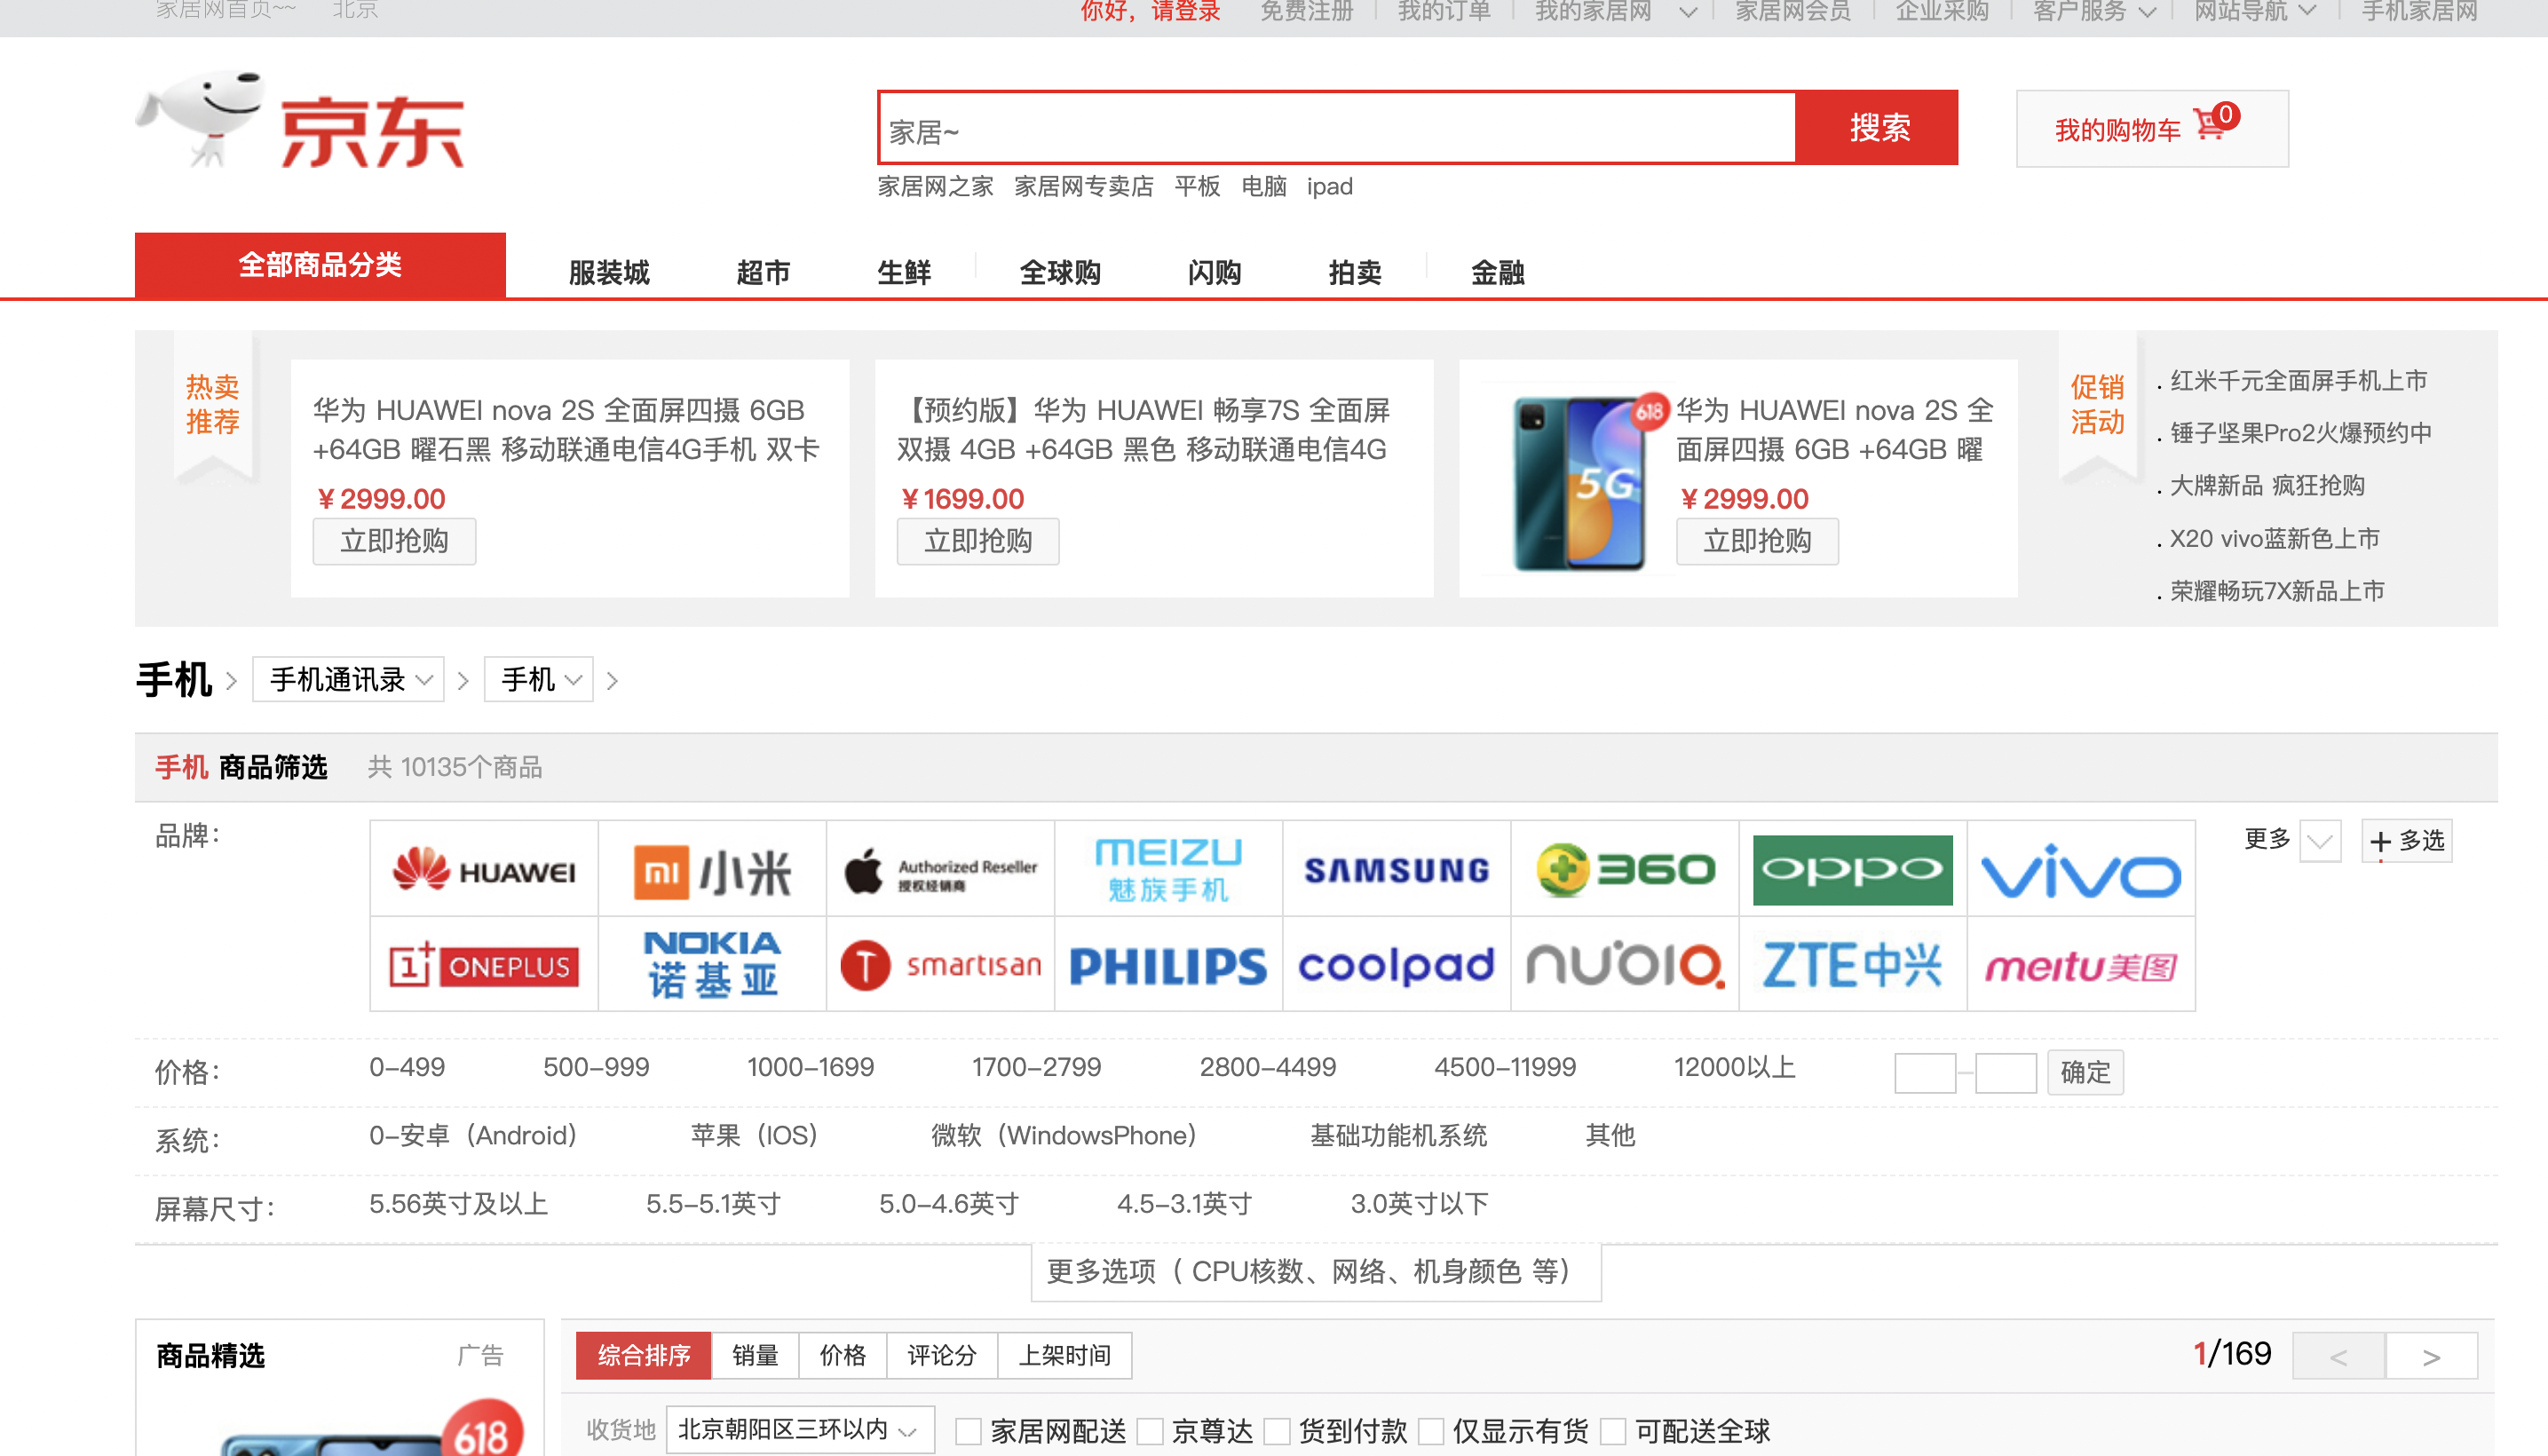 家居网首页~~ 北京 你好，请登录 免费注册 我的订单 我的家居网 家居网会员 企业采购 客户服务 网站导航 手机家居网
京东
家居~ 搜索 我的购物车 0
家居网之家 家居网专卖店 平板 电脑 ipad
全部商品分类 服装城 超市 生鲜 全球购 闪购 拍卖 金融
热卖
推荐
华为 HUAWEI nova 2S 全面屏四摄 6GB
+64GB 曜石黑 移动联通电信4G手机 双卡
￥2999.00
立即抢购
【预约版】华为 HUAWEI 畅享7S 全面屏
双摄 4GB +64GB 黑色 移动联通电信4G
￥1699.00
立即抢购
618
5G
华为 HUAWEI nova 2S 全
面屏四摄 6GB +64GB 曜
￥2999.00
立即抢购
促销
活动
. 红米千元全面屏手机上市
. 锤子坚果Pro2火爆预约中
. 大牌新品 疯狂抢购
. X20 vivo蓝新色上市
. 荣耀畅玩7X新品上市
手机 > 手机通讯录 > 手机 >
手机 商品筛选 共 10135个商品
品牌：
HUAWEI
mi 小米
Authorized Reseller
授权经销商
MEIZU
魅族手机
SAMSUNG
360
oppo
vivo
更多 + 多选
1+ ONEPLUS
NOKIA
诺基亚
T smartisan
PHILIPS
coolpad
nubia
ZTE中兴
meitu美图
价格： 0-499 500-999 1000-1699 1700-2799 2800-4499 4500-11999 12000以上 - 确定
系统： 0-安卓（Android） 苹果（IOS） 微软（WindowsPhone） 基础功能机系统 其他
屏幕尺寸： 5.56英寸及以上 5.5-5.1英寸 5.0-4.6英寸 4.5-3.1英寸 3.0英寸以下
更多选项（ CPU核数、网络、机身颜色 等）
商品精选 广告
618
综合排序 销量 价格 评论分 上架时间 1/169 < >
收货地 北京朝阳区三环以内 家居网配送 京尊达 货到付款 仅显示有货 可配送全球